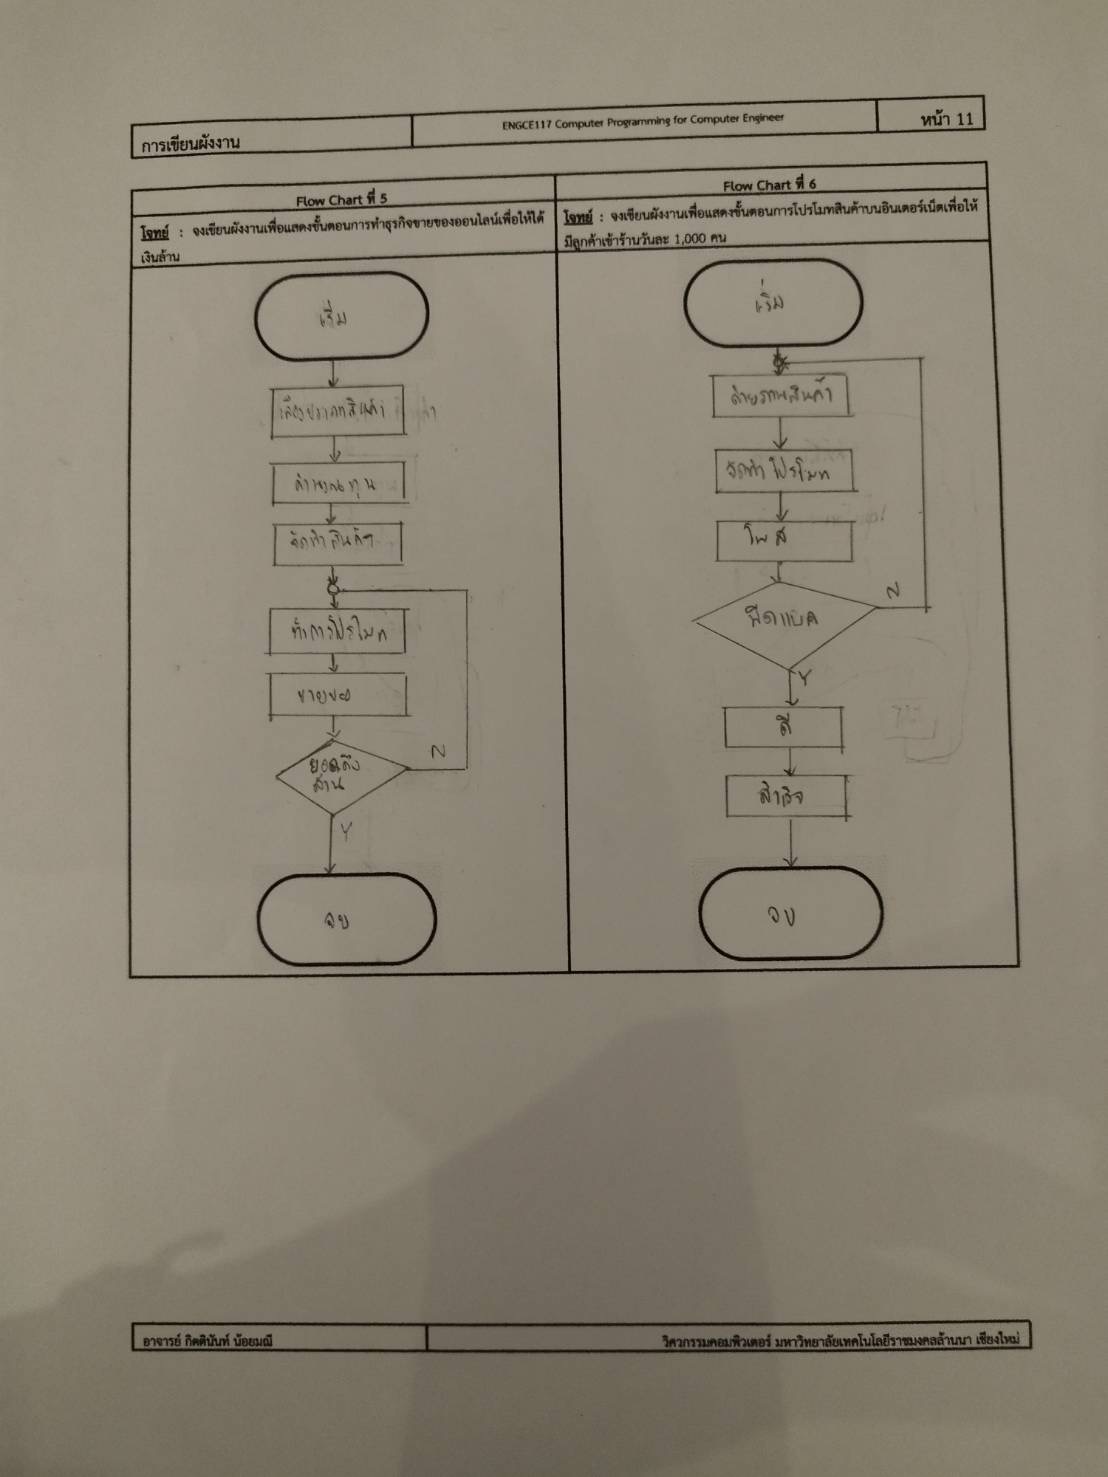 การเขียนผังงาน
ENGCE117 Computer Programming for Computer Engineer
หน้า 11
Flow Chart ที่ 5
โจทย์ : จงเขียนผังงานเพื่อแสดงขั้นตอนการทำธุรกิจขายของออนไลน์เพื่อให้ได้
เงินล้าน
เริ่ม
เลือกประเภทสินค้า
คำนวณทุน
จัดทำสินค้า
ทำการโปรโมท
ขายของ
ยอดถึง
ล้าน
N
Y
จบ
Flow Chart ที่ 6
โจทย์ : จงเขียนผังงานเพื่อแสดงขั้นตอนการโปรโมทสินค้าบนอินเตอร์เน็ตเพื่อให้
มีลูกค้าเข้าร้านวันละ 1,000 คน
เริ่ม
ถ่ายภาพสินค้า
จัดทำโปรโมท
โพส
ฟีดแบค
N
Y
ดี
สำเร็จ
จบ
อาจารย์ กิตตินันท์ น้อยมณี
วิศวกรรมคอมพิวเตอร์ มหาวิทยาลัยเทคโนโลยีราชมงคลล้านนา เชียงใหม่